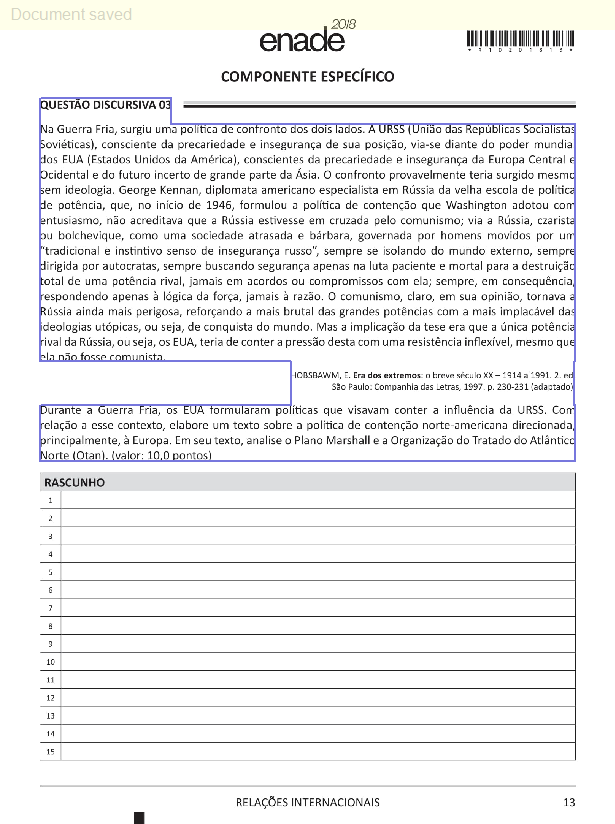 Document saved
enade 2018
*R1020181313*
COMPONENTE ESPECÍFICO
QUESTÃO DISCURSIVA 03
Na Guerra Fria, surgiu uma política de confronto dos dois lados. A URSS (União das Repúblicas Socialistas
Soviéticas), consciente da precariedade e insegurança de sua posição, via-se diante do poder mundia
dos EUA (Estados Unidos da América), conscientes da precariedade e insegurança da Europa Central e
Ocidental e do futuro incerto de grande parte da Ásia. O confronto provavelmente teria surgido mesmo
sem ideologia. George Kennan, diplomata americano especialista em Rússia da velha escola de política
de potência, que, no início de 1946, formulou a política de contenção que Washington adotou com
entusiasmo, não acreditava que a Rússia estivesse em cruzada pelo comunismo; via a Rússia, czarista
ou bolchevique, como uma sociedade atrasada e bárbara, governada por homens movidos por um
“tradicional e instintivo senso de insegurança russo”, sempre se isolando do mundo externo, sempre
dirigida por autocratas, sempre buscando segurança apenas na luta paciente e mortal para a destruição
total de uma potência rival, jamais em acordos ou compromissos com ela; sempre, em consequência,
respondendo apenas à lógica da força, jamais à razão. O comunismo, claro, em sua opinião, tornava a
Rússia ainda mais perigosa, reforçando a mais brutal das grandes potências com a mais implacável das
ideologias utópicas, ou seja, de conquista do mundo. Mas a implicação da tese era que a única potência
rival da Rússia, ou seja, os EUA, teria de conter a pressão desta com uma resistência inflexível, mesmo que
ela não fosse comunista.
HOBSBAWM, E. Era dos extremos: o breve século XX – 1914 a 1991. 2. ed
São Paulo: Companhia das Letras, 1997. p. 230-231 (adaptado)
Durante a Guerra Fria, os EUA formularam políticas que visavam conter a influência da URSS. Com
relação a esse contexto, elabore um texto sobre a política de contenção norte-americana direcionada,
principalmente, à Europa. Em seu texto, analise o Plano Marshall e a Organização do Tratado do Atlântico
Norte (Otan). (valor: 10,0 pontos)
RASCUNHO
1
2
3
4
5
6
7
8
9
10
11
12
13
14
15
RELAÇÕES INTERNACIONAIS 13